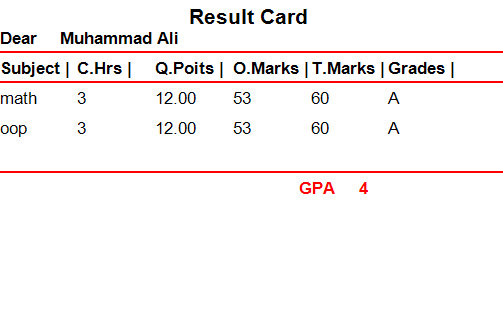 Result Card
Dear Muhammad Ali
Subject | C.Hrs | Q.Poits | O.Marks | T.Marks | Grades |
math 3 12.00 53 60 A
oop 3 12.00 53 60 A
GPA 4